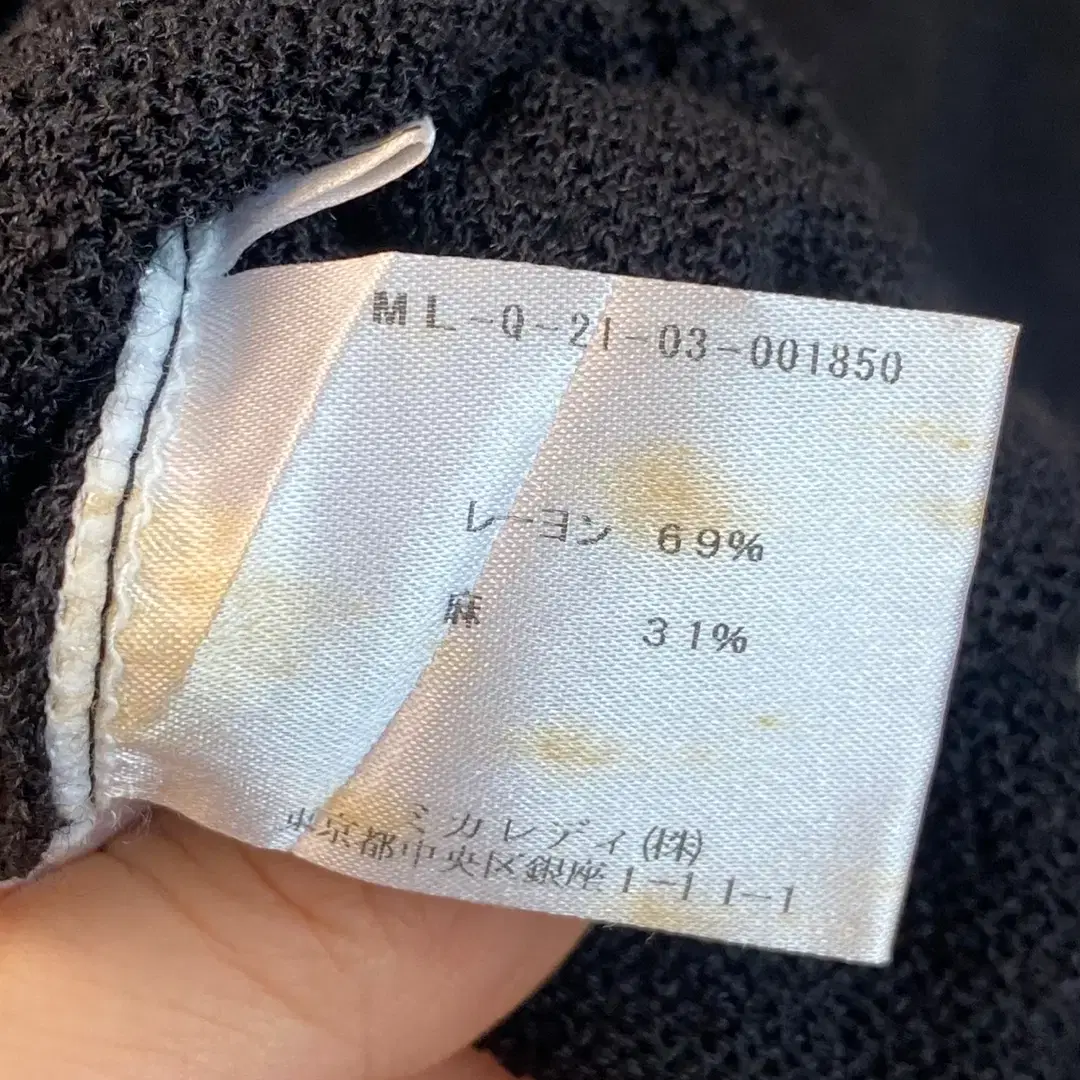 ML-Q-21-03-001850
レーヨン 69%
麻 31%
ミカレディ(株)
東京都中央区銀座1-11-1